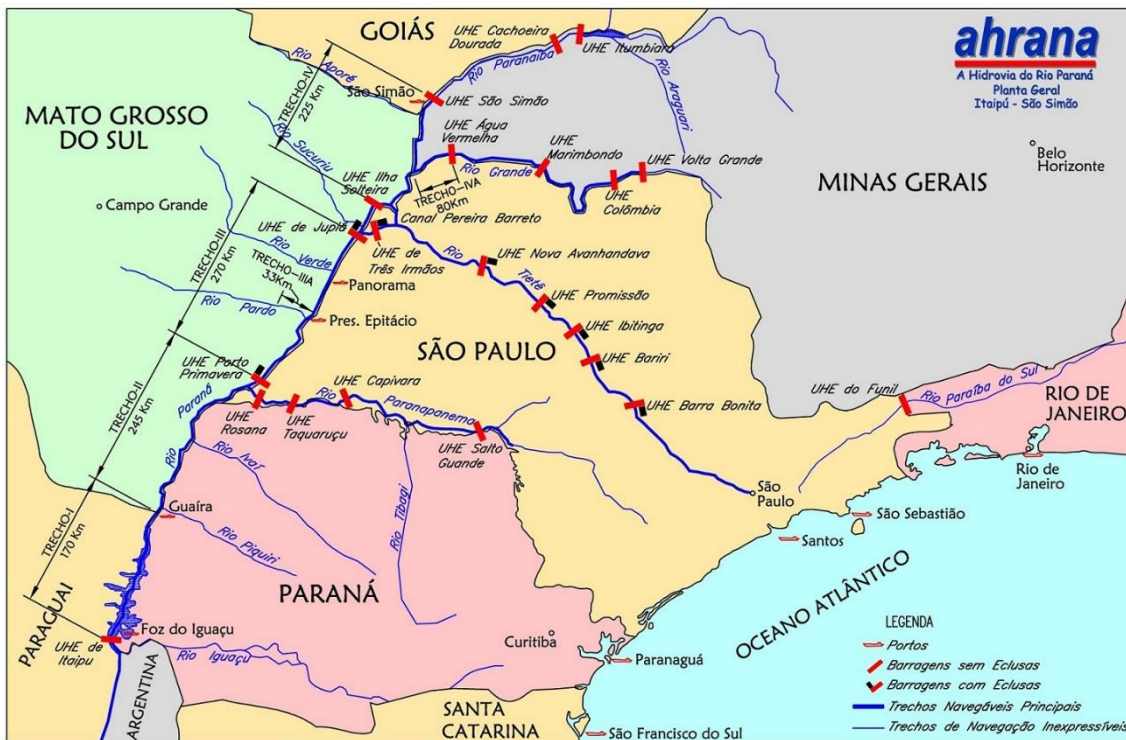 ahrana
A Hidrovia do Rio Paraná
Planta Geral
Itaipú - São Simão
GOIÁS
UHE Cachoeira
Dourada
UHE Itumbiara
Rio Aporé
Rio Paranaíba
Rio Araguari
TRECHO-IV
225 Km
São Simão
UHE São Simão
MATO GROSSO
DO SUL
Rio
Sucuriu
UHE Água
Vermelha
UHE
Marimbondo
UHE Volta Grande
Rio Grande
UHE
Colômbia
TRECHO-IVA
80Km
MINAS GERAIS
Belo
Horizonte
UHE Ilha
Solteira
Canal Pereira Barreto
Campo Grande
UHE de Jupiá
UHE de
Três Irmãos
TRECHO-III
270 Km
Rio Verde
TRECHO-IIIA
33Km
Rio Pardo
Panorama
Pres. Epitácio
Rio
Tietê
UHE Nova Avanhandava
UHE Promissão
UHE Ibitinga
UHE Bariri
UHE Barra Bonita
SÃO PAULO
São
Paulo
TRECHO-II
245 Km
UHE Porto
Primavera
UHE
Rosana
UHE
Taquaruçu
UHE Capivara
Rio
Paranapanema
UHE Salto
Guande
Rio Paraná
Rio Ivaí
Rio Tibagi
UHE do Funil
Rio Paraíba do Sul
RIO DE
JANEIRO
Rio de
Janeiro
São Sebastião
Santos
OCEANO ATLÂNTICO
TRECHO-I
170 Km
Guaíra
Rio Piquiri
PARANÁ
PARAGUAI
UHE de
Itaipu
Foz do Iguaçu
Rio Iguaçu
ARGENTINA
Curitiba
Paranaguá
SANTA
CATARINA
São Francisco do Sul
LEGENDA
Portos
Barragens sem Eclusas
Barragens com Eclusas
Trechos Navegáveis Principais
Trechos de Navegação Inexpressíveis